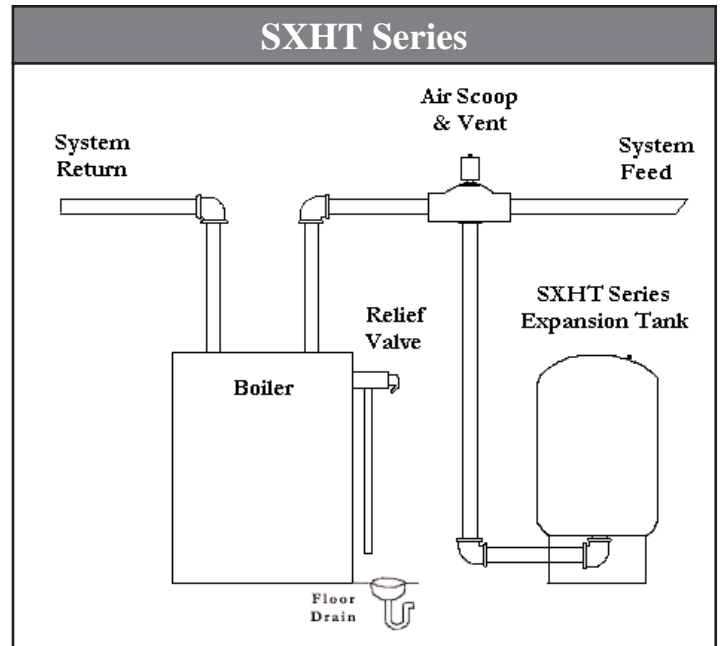 SXHT Series
Air Scoop
& Vent
System
Return
System
Feed
SXHT Series
Expansion Tank
Relief
Valve
Boiler
Floor
Drain